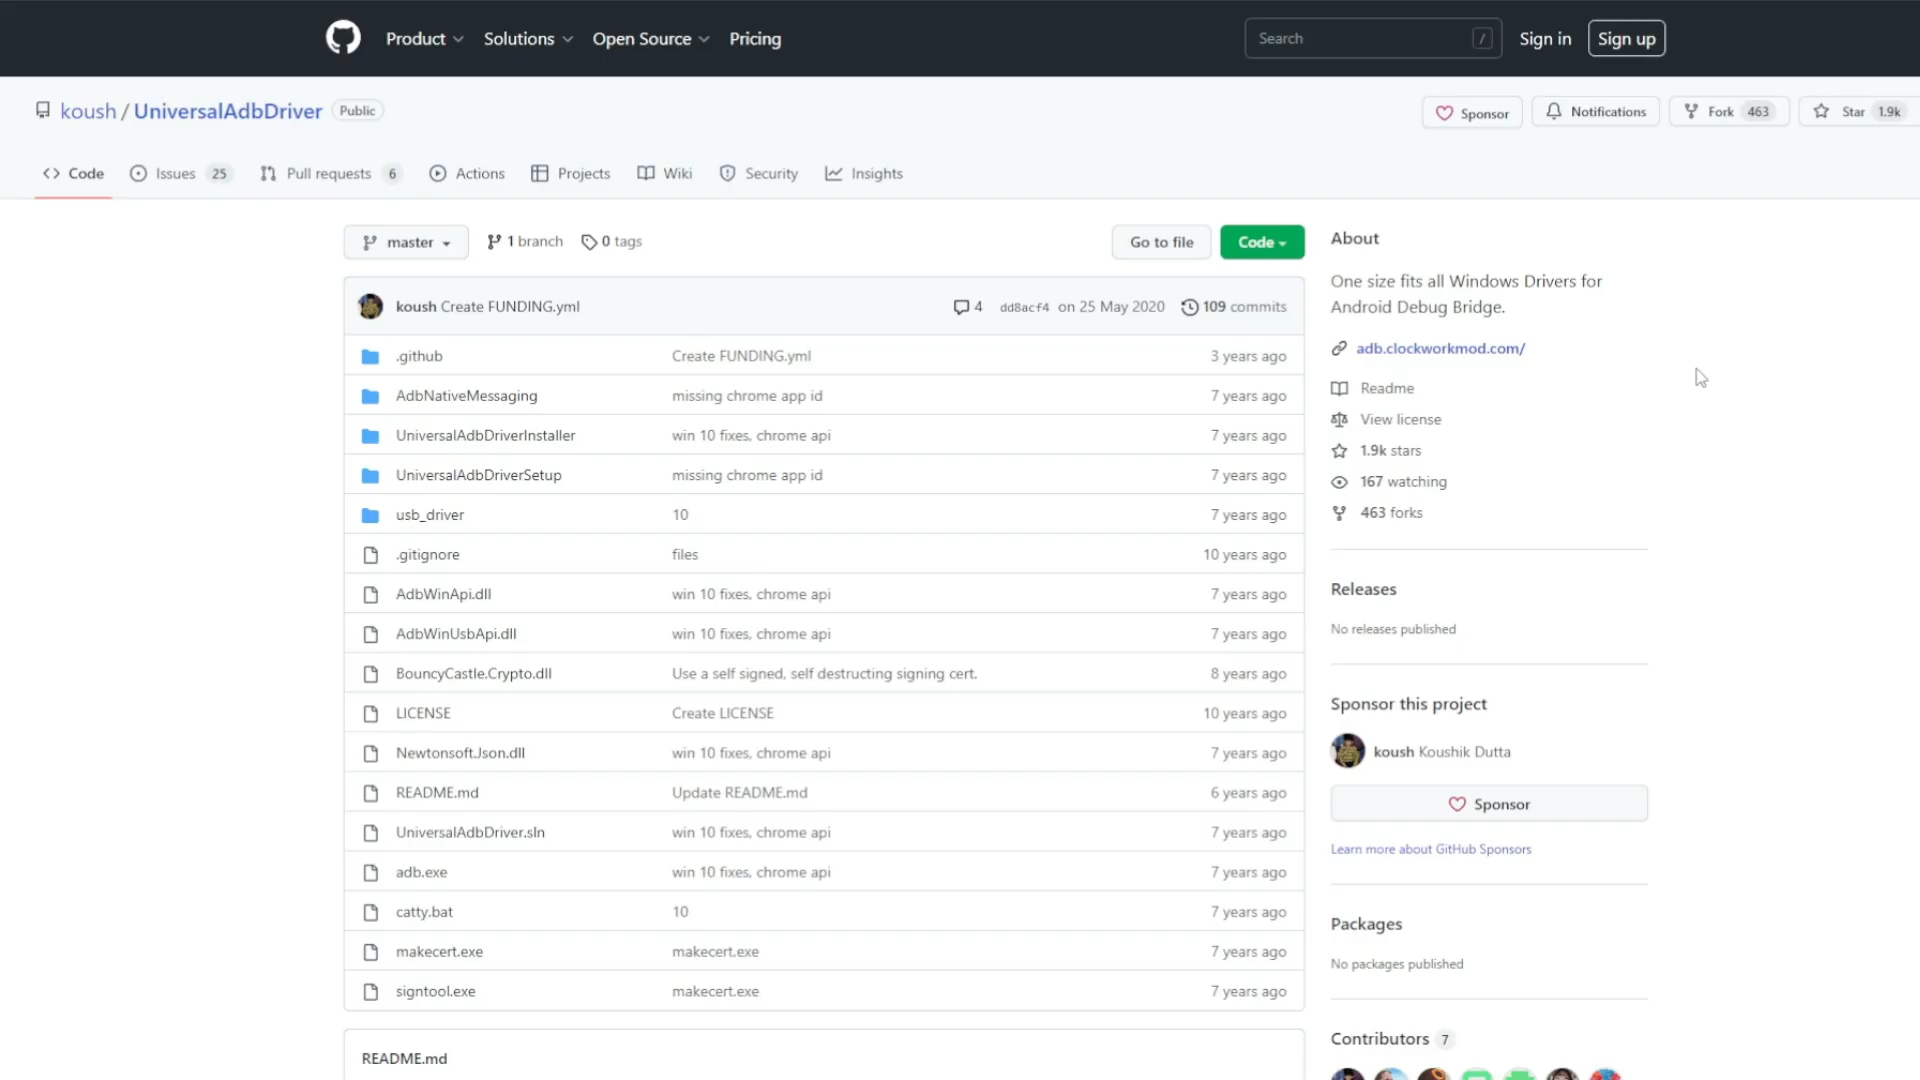 Product Solutions Open Source Pricing Search / Sign in Sign up
koush / UniversalAdbDriver Public Sponsor Notifications Fork 463 Star 1.9k
Code Issues 25 Pull requests 6 Actions Projects Wiki Security Insights
master 1 branch 0 tags Go to file Code
koush Create FUNDING.yml 4 dd8acf4 on 25 May 2020 109 commits
.github Create FUNDING.yml 3 years ago
AdbNativeMessaging missing chrome app id 7 years ago
UniversalAdbDriverInstaller win 10 fixes, chrome api 7 years ago
UniversalAdbDriverSetup missing chrome app id 7 years ago
usb_driver 10 7 years ago
.gitignore files 10 years ago
AdbWinApi.dll win 10 fixes, chrome api 7 years ago
AdbWinUsbApi.dll win 10 fixes, chrome api 7 years ago
BouncyCastle.Crypto.dll Use a self signed, self destructing signing cert. 8 years ago
LICENSE Create LICENSE 10 years ago
Newtonsoft.Json.dll win 10 fixes, chrome api 7 years ago
README.md Update README.md 6 years ago
UniversalAdbDriver.sln win 10 fixes, chrome api 7 years ago
adb.exe win 10 fixes, chrome api 7 years ago
catty.bat 10 7 years ago
makecert.exe makecert.exe 7 years ago
signtool.exe makecert.exe 7 years ago
README.md
About
One size fits all Windows Drivers for
Android Debug Bridge.
adb.clockworkmod.com/
Readme
View license
1.9k stars
167 watching
463 forks
Releases
No releases published
Sponsor this project
koush Koushik Dutta
Sponsor
Learn more about GitHub Sponsors
Packages
No packages published
Contributors 7